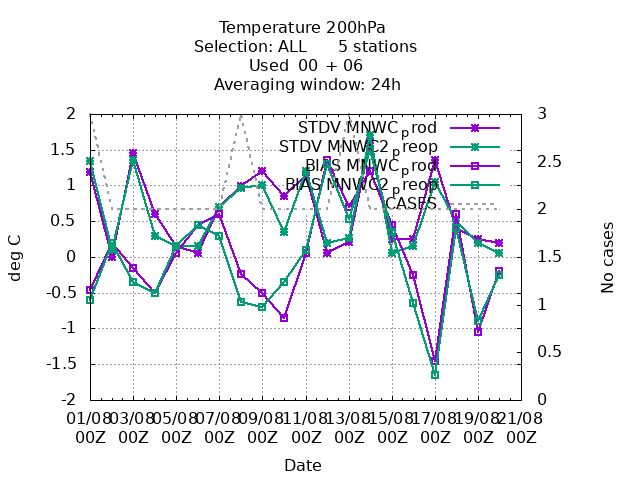 Temperature 200hPa
Selection: ALL 5 stations
Used 00 + 06
Averaging window: 24h
STDV MNWC_prod
STDV MNWC2_preop
BIAS MNWC_prod
BIAS MNWC2_preop
CASES
2
1.5
1
0.5
0
-0.5
-1
-1.5
-2
3
2.5
2
1.5
1
0.5
0
deg C
No cases
01/08 03/08 05/08 07/08 09/08 11/08 13/08 15/08 17/08 19/08 21/08
00Z 00Z 00Z 00Z 00Z 00Z 00Z 00Z 00Z 00Z 00Z
Date